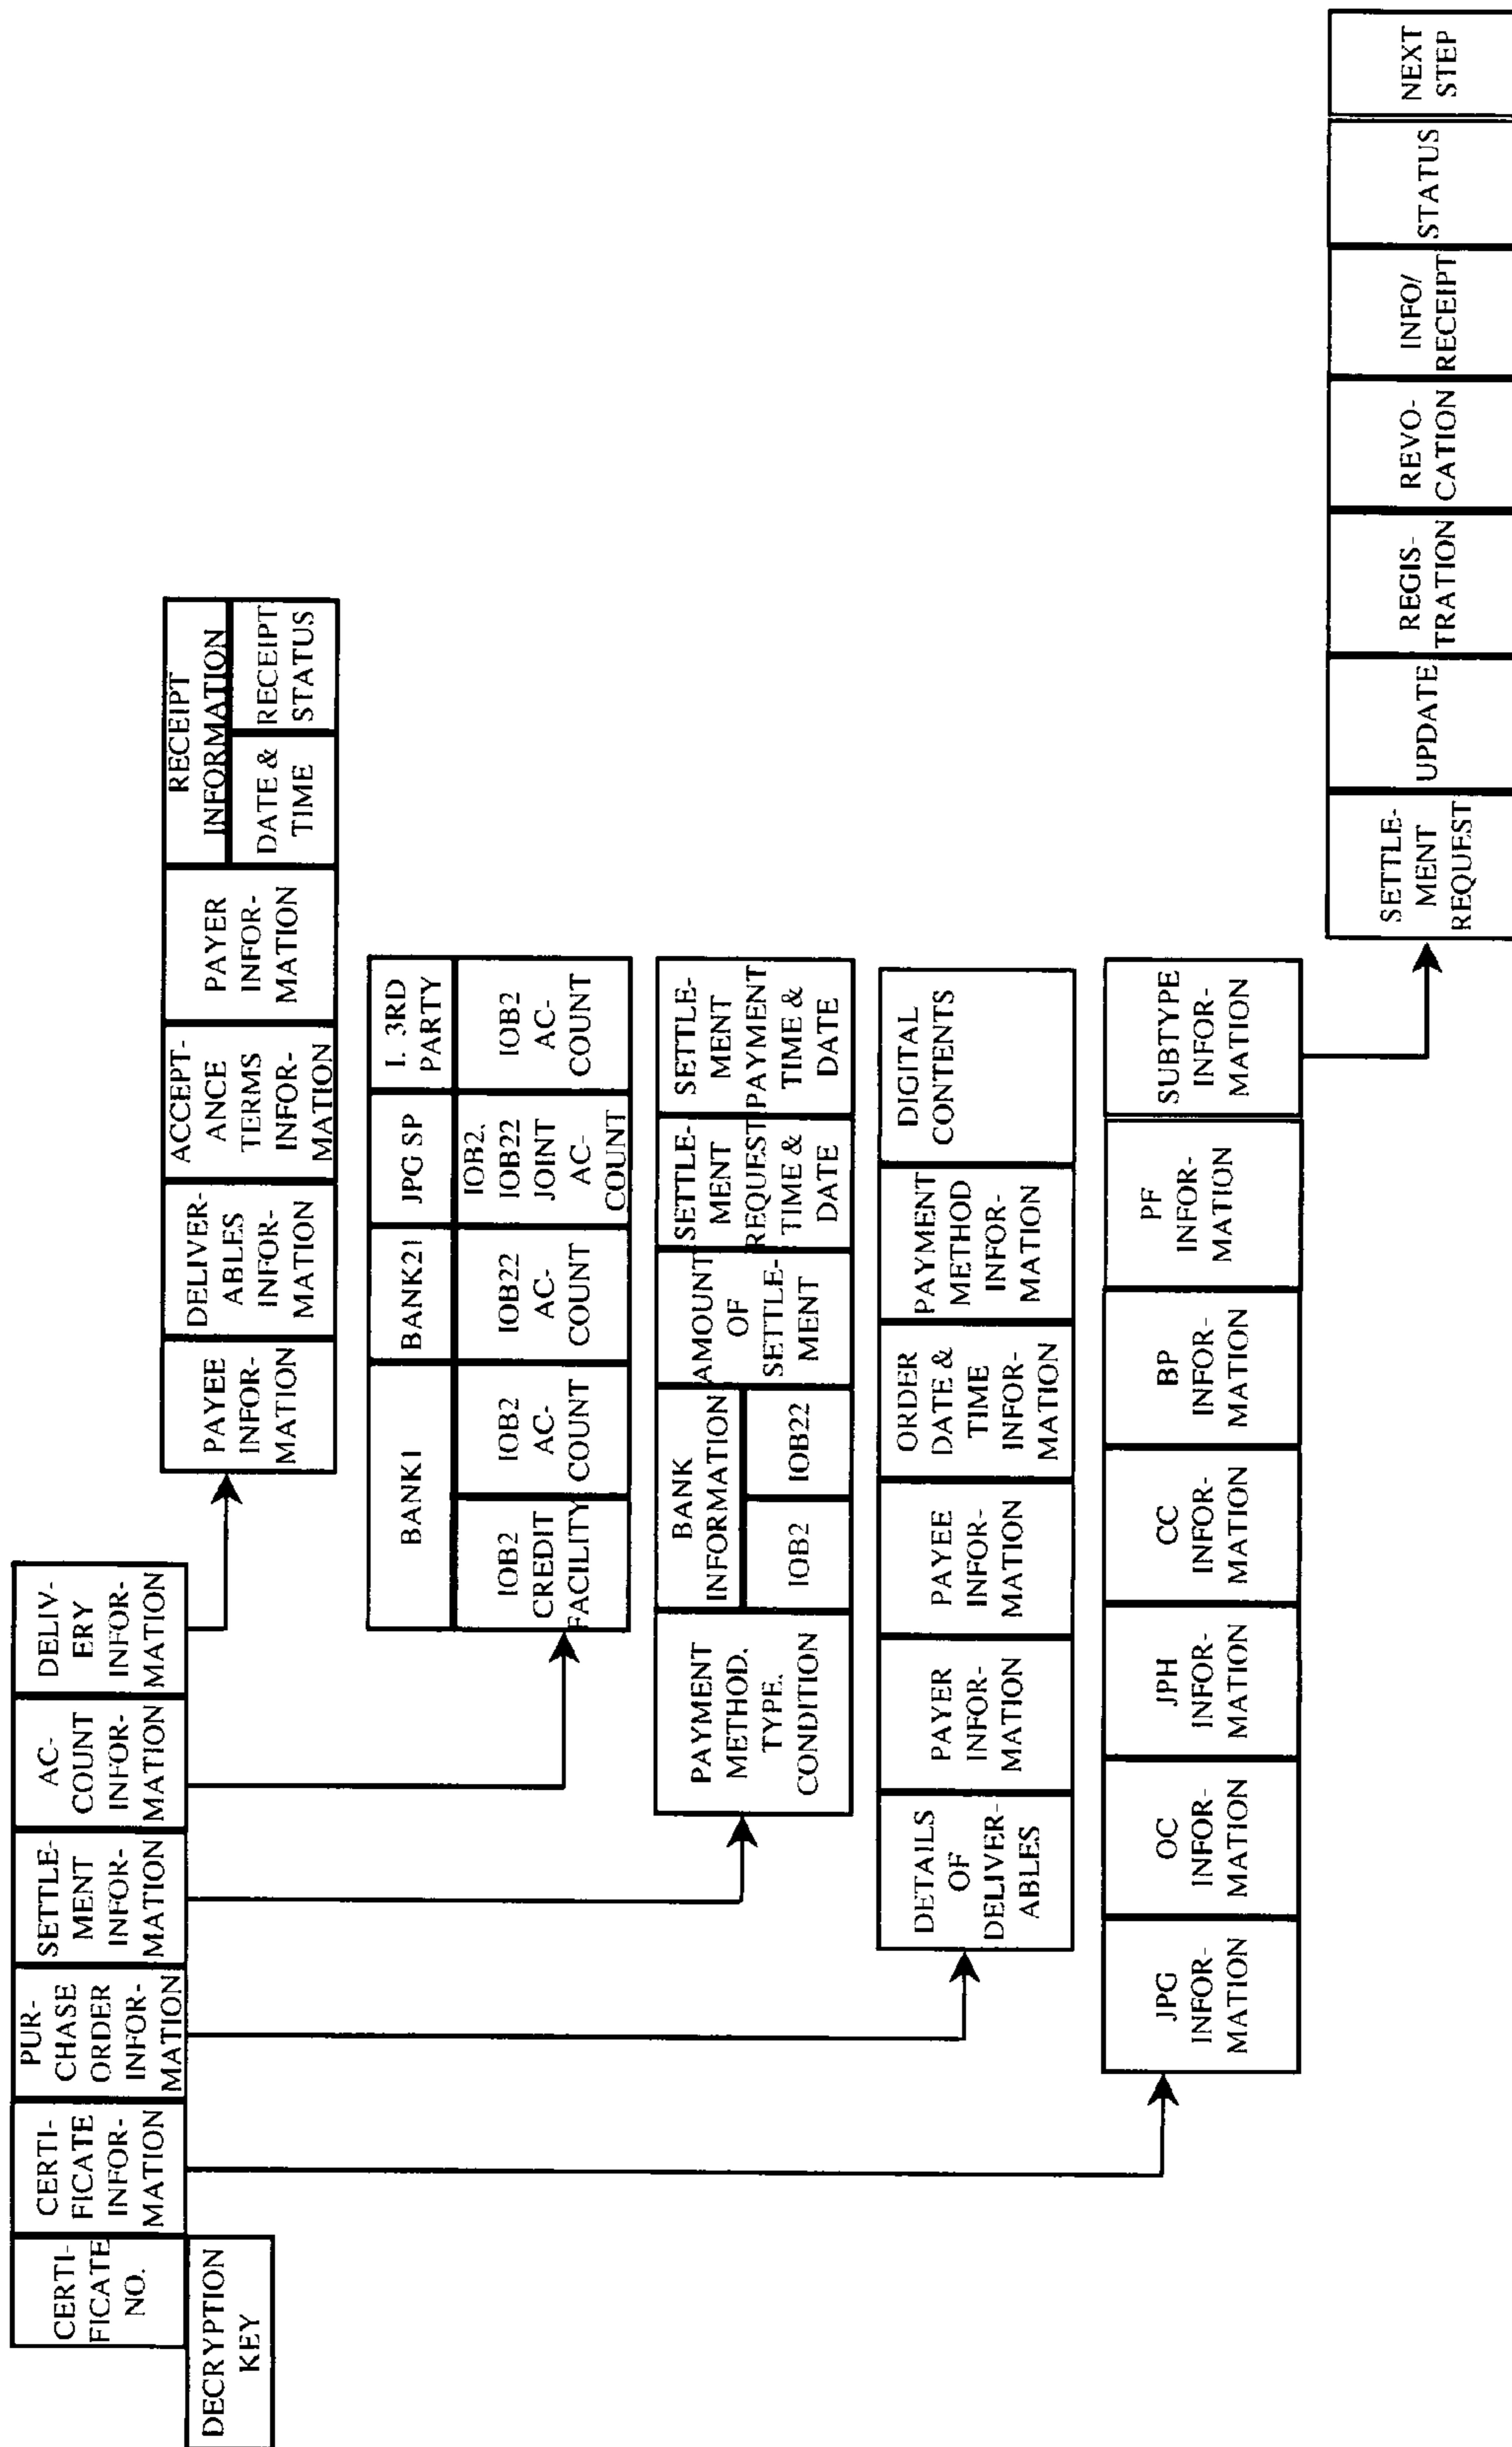 CERTI-
FICATE
NO.
DECRYPTION
KEY
CERTI-
FICATE
INFOR-
MATION
PUR-
CHASE
ORDER
INFOR-
MATION
SETTLE-
MENT
INFOR-
MATION
AC-
COUNT
INFOR-
MATION
DELIV-
ERY
INFOR-
MATION
PAYEE
INFOR-
MATION
DELIVER-
ABLES
INFOR-
MATION
ACCEPT-
ANCE
TERMS
INFOR-
MATION
PAYER
INFOR-
MATION
RECEIPT
INFORMATION
DATE &
TIME
RECEIPT
STATUS
BANK1
IOB2
CREDIT
FACILITY
IOB2
AC-
COUNT
BANK21
IOB22
AC-
COUNT
JPG SP
IOB2,
IOB22
JOINT
AC-
COUNT
I. 3RD
PARTY
IOB2
AC-
COUNT
PAYMENT
METHOD.
TYPE.
CONDITION
BANK
INFORMATION
IOB2
IOB22
AMOUNT
OF
SETTLE-
MENT
SETTLE-
MENT
REQUEST
TIME &
DATE
SETTLE-
MENT
PAYMENT
TIME &
DATE
DETAILS
OF
DELIVER-
ABLES
PAYER
INFOR-
MATION
PAYEE
INFOR-
MATION
ORDER
DATE &
TIME
INFOR-
MATION
PAYMENT
METHOD
INFOR-
MATION
DIGITAL
CONTENTS
JPG
INFOR-
MATION
OC
INFOR-
MATION
JPH
INFOR-
MATION
CC
INFOR-
MATION
BP
INFOR-
MATION
PF
INFOR-
MATION
SUBTYPE
INFOR-
MATION
SETTLE-
MENT
REQUEST
UPDATE
REGIS-
TRATION
REVO-
CATION
INFO/
RECEIPT
STATUS
NEXT
STEP